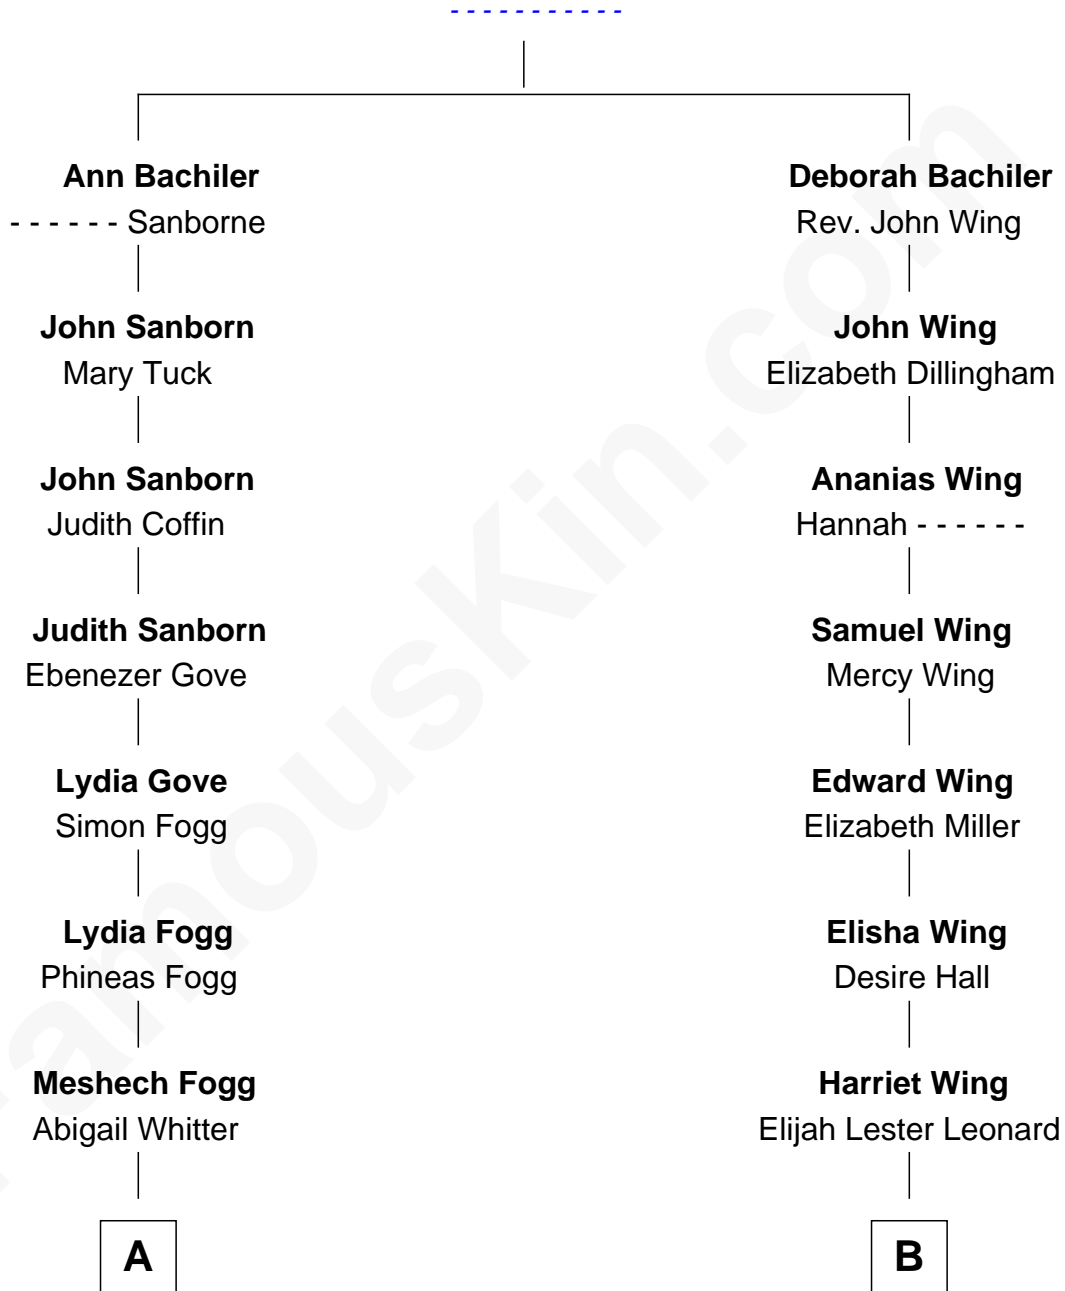 - - - - - - - - - - -
Ann Bachiler
- - - - - - Sanborne
Deborah Bachiler
Rev. John Wing
John Sanborn
Mary Tuck
John Wing
Elizabeth Dillingham
John Sanborn
Judith Coffin
Ananias Wing
Hannah - - - - - -
Judith Sanborn
Ebenezer Gove
Samuel Wing
Mercy Wing
Lydia Gove
Simon Fogg
Edward Wing
Elizabeth Miller
Lydia Fogg
Phineas Fogg
Elisha Wing
Desire Hall
Meshech Fogg
Abigail Whitter
Harriet Wing
Elijah Lester Leonard
A
B
FamousKin.com